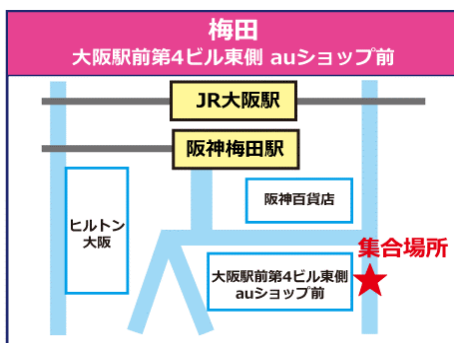 梅田
大阪駅前第4ビル東側 auショップ前
JR大阪駅
阪神梅田駅
阪神百貨店
ヒルトン
大阪
集合場所
大阪駅前第4ビル東側
auショップ前